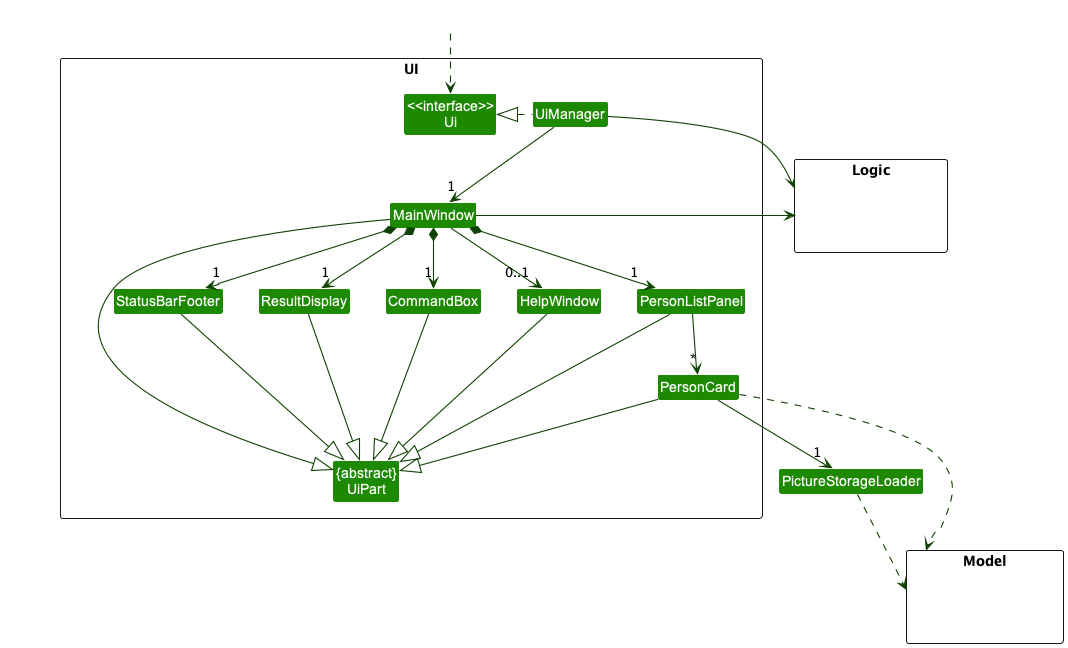 UI
<<interface>>
Ui
UiManager
Logic
1
MainWindow
1
1
1
0..1
1
StatusBarFooter
ResultDisplay
CommandBox
HelpWindow
PersonListPanel
*
PersonCard
1
{abstract}
UiPart
PictureStorageLoader
Model